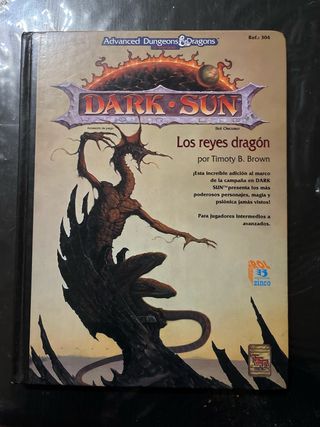 Advanced Dungeons & Dragons
Ref.: 304
DARK·SUN
Accesorio de juego
Sol Oscuro
Los reyes dragón
por Timoty B. Brown
¡Esta increíble adición al marco
de la campaña en DARK
SUN™ presenta los más
poderosos personajes, magia y
psiónica jamás vistos!
Para jugadores intermedios a
avanzados.
ROL
zinco